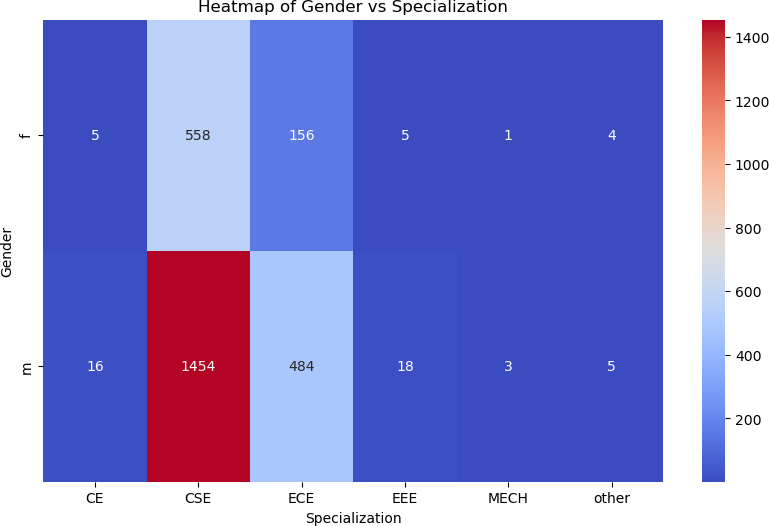 Heatmap of Gender vs Specialization
f
5 558 156 5 1 4
m
16 1454 484 18 3 5
Gender
CE CSE ECE EEE MECH other
Specialization
1400
1200
1000
800
600
400
200